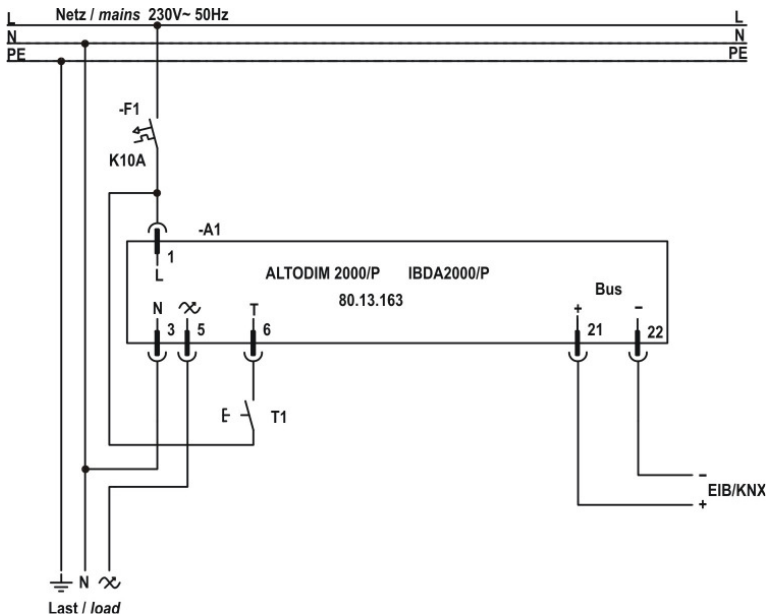 Netz / mains 230V~ 50Hz
L L
N N
PE PE
-F1
K10A
-A1
1
L
ALTODIM 2000/P IBDA2000/P
80.13.163
Bus
N T + -
3 5 6 21 22
E T1
-
EIB/KNX
+
N
Last / load